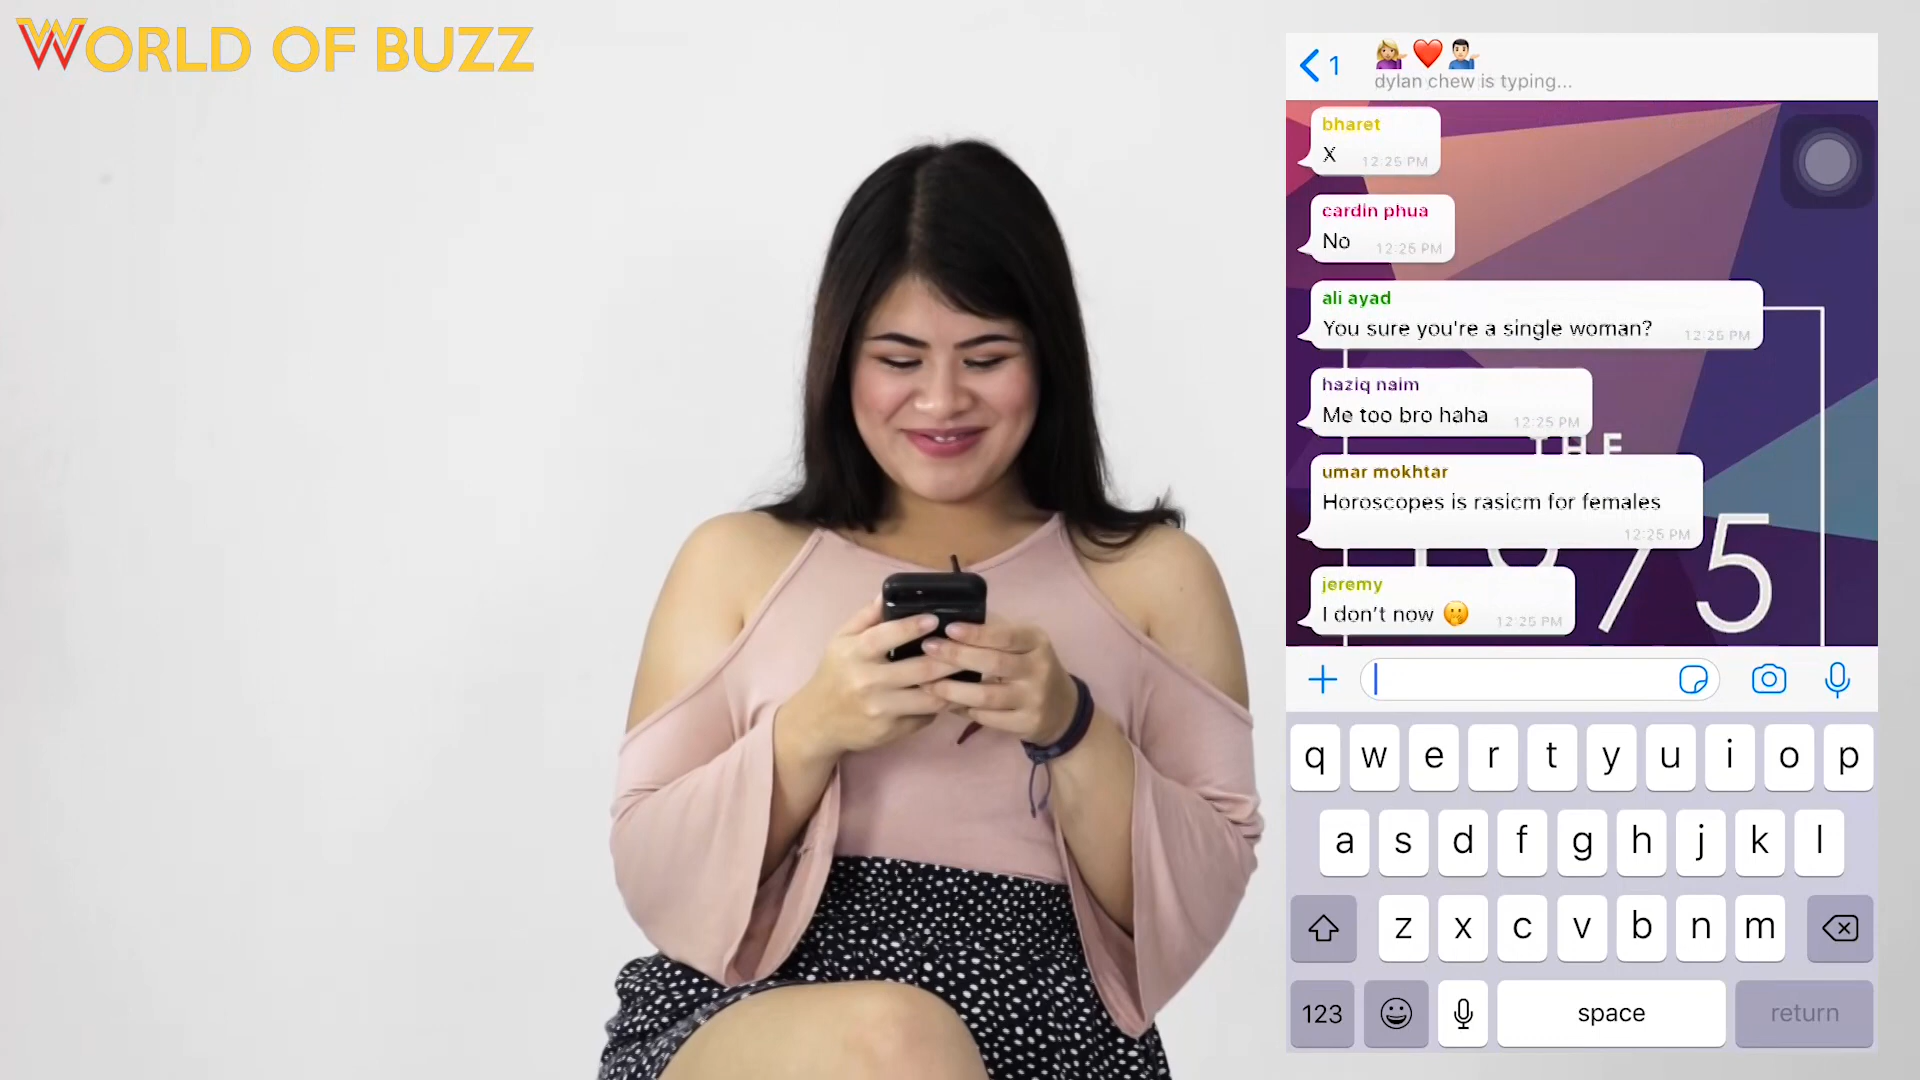 WORLD OF BUZZ
1
dylan chew is typing...
bharet
X 12:25 PM
cardin phua
No 12:25 PM
ali ayad
You sure you're a single woman? 12:25 PM
haziq naim
Me too bro haha 12:25 PM
THE
umar mokhtar
Horoscopes is rasicm for females
12:25 PM
1975
jeremy
I don't now 🤭 12:25 PM
q w e r t y u i o p
a s d f g h j k l
z x c v b n m
123 space return